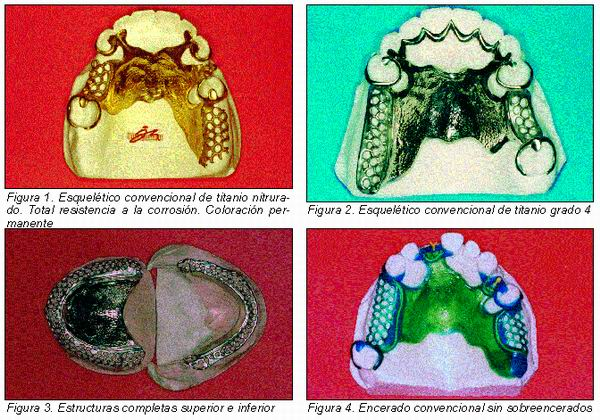 Figura 1. Esquelético convencional de titanio nitrura-
do. Total resistencia a la corrosión. Coloración per-
manente
Figura 2. Esquelético convencional de titanio grado 4
Figura 3. Estructuras completas superior e inferior
Figura 4. Encerado convencional sin sobreencerados